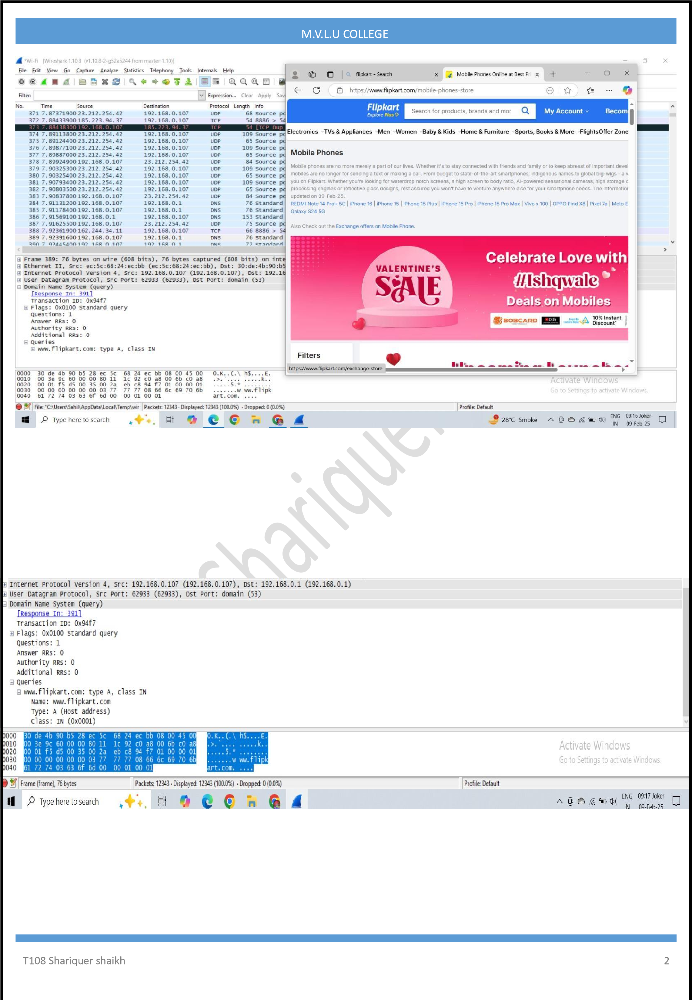 M.V.L.U COLLEGE
*Wi-Fi [Wireshark 1.10.8 (v1.10.8-2-g52a5244 from master-1.10)]
File Edit View Go Capture Analyze Statistics Telephony Tools Internals Help
Filter: Expression... Clear Apply Sav
No. Time Source Destination Protocol Length Info
371 7.87371900 23.212.254.42 192.168.0.107 UDP 68 Source po
372 7.88433900 185.223.94.37 192.168.0.107 TCP 54 8886 > 54
373 7.88438300 192.168.0.107 185.223.94.37 TCP 54 [TCP Dup
374 7.89113800 23.212.254.42 192.168.0.107 UDP 109 Source po
375 7.89124400 23.212.254.42 192.168.0.107 UDP 65 Source po
376 7.89877100 23.212.254.42 192.168.0.107 UDP 109 Source po
377 7.89887000 23.212.254.42 192.168.0.107 UDP 65 Source po
378 7.89924900 192.168.0.107 23.212.254.42 UDP 84 Source po
379 7.90325300 23.212.254.42 192.168.0.107 UDP 109 Source po
380 7.90325400 23.212.254.42 192.168.0.107 UDP 65 Source po
381 7.90793400 23.212.254.42 192.168.0.107 UDP 109 Source po
382 7.90803500 23.212.254.42 192.168.0.107 UDP 65 Source po
383 7.90837800 192.168.0.107 23.212.254.42 UDP 84 Source po
384 7.91131200 192.168.0.107 192.168.0.1 DNS 76 Standard
385 7.91178400 192.168.0.107 192.168.0.1 DNS 76 Standard
386 7.91569100 192.168.0.1 192.168.0.107 DNS 153 Standard
387 7.91625500 192.168.0.107 23.212.254.42 UDP 75 Source po
388 7.92361900 162.244.34.11 192.168.0.107 TCP 66 8886 > 54
389 7.92391600 192.168.0.107 192.168.0.1 DNS 76 Standard
390 7.92445400 192.168.0.107 192.168.0.1 DNS 72 Standard
Frame 389: 76 bytes on wire (608 bits), 76 bytes captured (608 bits) on inte
Ethernet II, Src: ec:5c:68:24:ec:bb (ec:5c:68:24:ec:bb), Dst: 30:de:4b:90:b5
Internet Protocol Version 4, Src: 192.168.0.107 (192.168.0.107), Dst: 192.16
User Datagram Protocol, Src Port: 62933 (62933), Dst Port: domain (53)
Domain Name System (query)
[Response In: 391]
Transaction ID: 0x94f7
Flags: 0x0100 Standard query
Questions: 1
Answer RRs: 0
Authority RRs: 0
Additional RRs: 0
Queries
www.flipkart.com: type A, class IN
0000 30 de 4b 90 b5 28 ec 5c 68 24 ec bb 08 00 45 00 0.K..(.\ h$....E.
0010 00 3e 9c 60 00 00 80 11 1c 92 c0 a8 00 6b c0 a8 .>.`.... .....k..
0020 00 01 f5 d5 00 35 00 2a eb c8 94 f7 01 00 00 01 .....5.* ........
0030 00 00 00 00 00 00 03 77 77 77 08 66 6c 69 70 6b .......w ww.flipk
0040 61 72 74 03 63 6f 6d 00 00 01 00 01 art.com. ....
File: "C:\Users\Sahil\AppData\Local\Temp\wir Packets: 12343 · Displayed: 12343 (100.0%) · Dropped: 0 (0.0%) Profile: Default
flipkart - Search
Mobile Phones Online at Best Pri
https://www.flipkart.com/mobile-phones-store
Flipkart
Explore Plus
Search for products, brands and mor
My Account
Becom
Electronics TVs & Appliances Men Women Baby & Kids Home & Furniture Sports, Books & More Flights Offer Zone
Mobile Phones
Mobile phones are no more merely a part of our lives. Whether it's to stay connected with friends and family or to keep abreast of important devel
mobiles are no longer for sending a text or making a call. From budget to state-of-the-art smartphones; indigenous names to global big-wigs - a w
you on Flipkart. Whether you're looking for waterdrop notch screens, a high screen to body ratio, AI-powered sensational cameras, high storage c
processing engines or reflective glass designs, rest assured you won't have to venture anywhere else for your smartphone needs. The information
updated on 09-Feb-25.
REDMI Note 14 Pro+ 5G | iPhone 16 | iPhone 15 | iPhone 15 Plus | iPhone 15 Pro | iPhone 15 Pro Max | Vivo x 100 | OPPO Find X8 | Pixel 7a | Moto E
Galaxy S24 5G
Also Check out the Exchange offers on Mobile Phone.
VALENTINE'S
SALE
Celebrate Love with
#Ishqwale
Deals on Mobiles
BOBCARD DBS 10% Instant
Discount*
Filters
https://www.flipkart.com/exchange-store
Activate Windows
Go to Settings to activate Windows.
Type here to search
28°C Smoke
ENG
IN
09:16 Joker
09-Feb-25
Shariquer
Internet Protocol Version 4, Src: 192.168.0.107 (192.168.0.107), Dst: 192.168.0.1 (192.168.0.1)
User Datagram Protocol, Src Port: 62933 (62933), Dst Port: domain (53)
Domain Name System (query)
[Response In: 391]
Transaction ID: 0x94f7
Flags: 0x0100 Standard query
Questions: 1
Answer RRs: 0
Authority RRs: 0
Additional RRs: 0
Queries
www.flipkart.com: type A, class IN
Name: www.flipkart.com
Type: A (Host address)
Class: IN (0x0001)
0000 30 de 4b 90 b5 28 ec 5c 68 24 ec bb 08 00 45 00 0.K..(.\ h$....E.
0010 00 3e 9c 60 00 00 80 11 1c 92 c0 a8 00 6b c0 a8 .>.`.... .....k..
0020 00 01 f5 d5 00 35 00 2a eb c8 94 f7 01 00 00 01 .....5.* ........
0030 00 00 00 00 00 00 03 77 77 77 08 66 6c 69 70 6b .......w ww.flipk
0040 61 72 74 03 63 6f 6d 00 00 01 00 01 art.com. ....
Activate Windows
Go to Settings to activate Windows.
Frame (frame), 76 bytes Packets: 12343 · Displayed: 12343 (100.0%) · Dropped: 0 (0.0%) Profile: Default
Type here to search
ENG
IN
09:17 Joker
09-Feb-25
T108 Shariquer shaikh 2